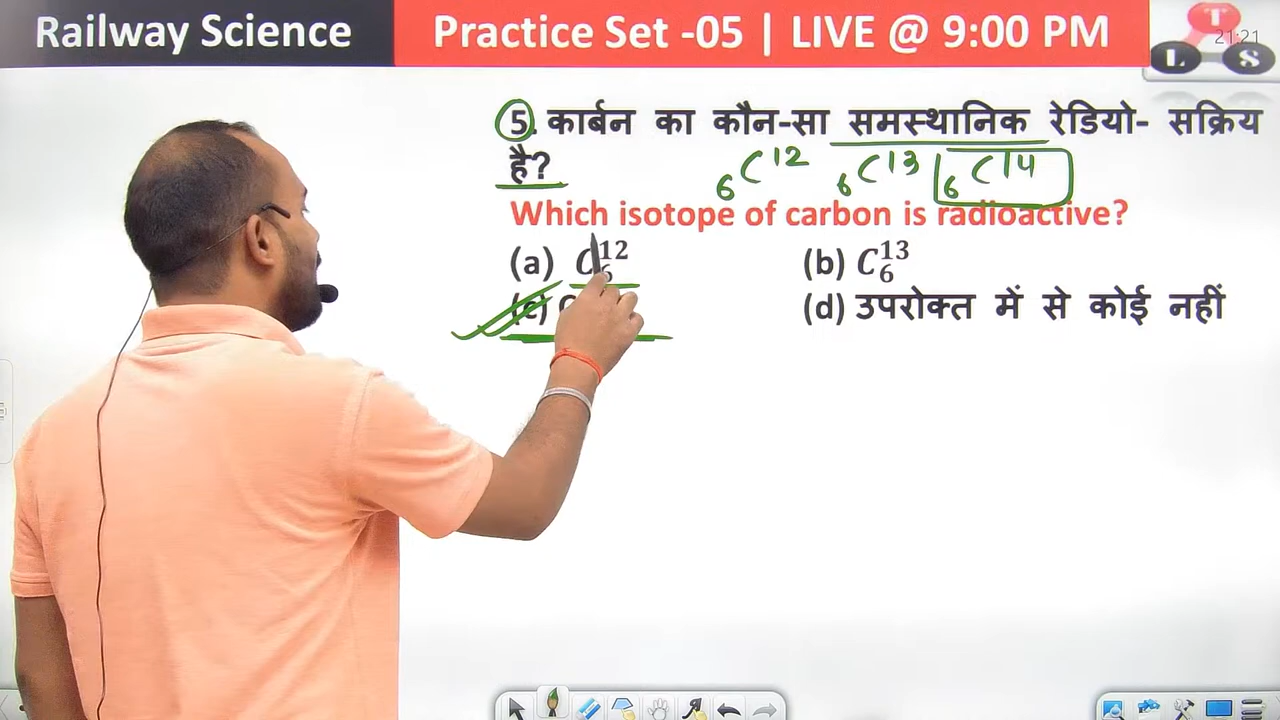 Railway Science
Practice Set -05 | LIVE @ 9:00 PM
T
L S
21:21
5. कार्बन का कौन-सा समस्थानिक रेडियो- सक्रिय
है?
₆C¹² ₆C¹³ ₆C¹⁴
Which isotope of carbon is radioactive?
(a) C₆¹² (b) C₆¹³
(c) (d) उपरोक्त में से कोई नहीं